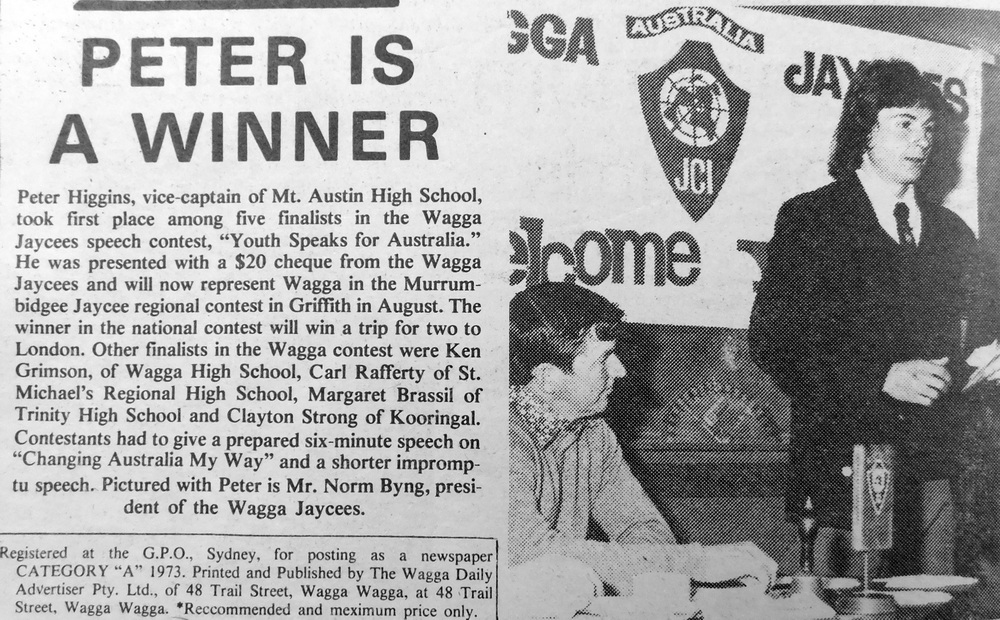 PETER IS
A WINNER
Peter Higgins, vice-captain of Mt. Austin High School,
took first place among five finalists in the Wagga
Jaycees speech contest, “Youth Speaks for Australia.”
He was presented with a $20 cheque from the Wagga
Jaycees and will now represent Wagga in the Murrum-
bidgee Jaycee regional contest in Griffith in August. The
winner in the national contest will win a trip for two to
London. Other finalists in the Wagga contest were Ken
Grimson, of Wagga High School, Carl Rafferty of St.
Michael's Regional High School, Margaret Brassil of
Trinity High School and Clayton Strong of Kooringal.
Contestants had to give a prepared six-minute speech on
“Changing Australia My Way” and a shorter impromp-
tu speech. Pictured with Peter is Mr. Norm Byng, presi-
dent of the Wagga Jaycees.
Registered at the G.P.O., Sydney, for posting as a newspaper
CATEGORY “A” 1973. Printed and Published by The Wagga Daily
Advertiser Pty. Ltd., of 48 Trail Street, Wagga Wagga, at 48 Trail
Street, Wagga Wagga. *Reccommended and meximum price only.
GGA
AUSTRALIA
JAY S
JCI
elcome